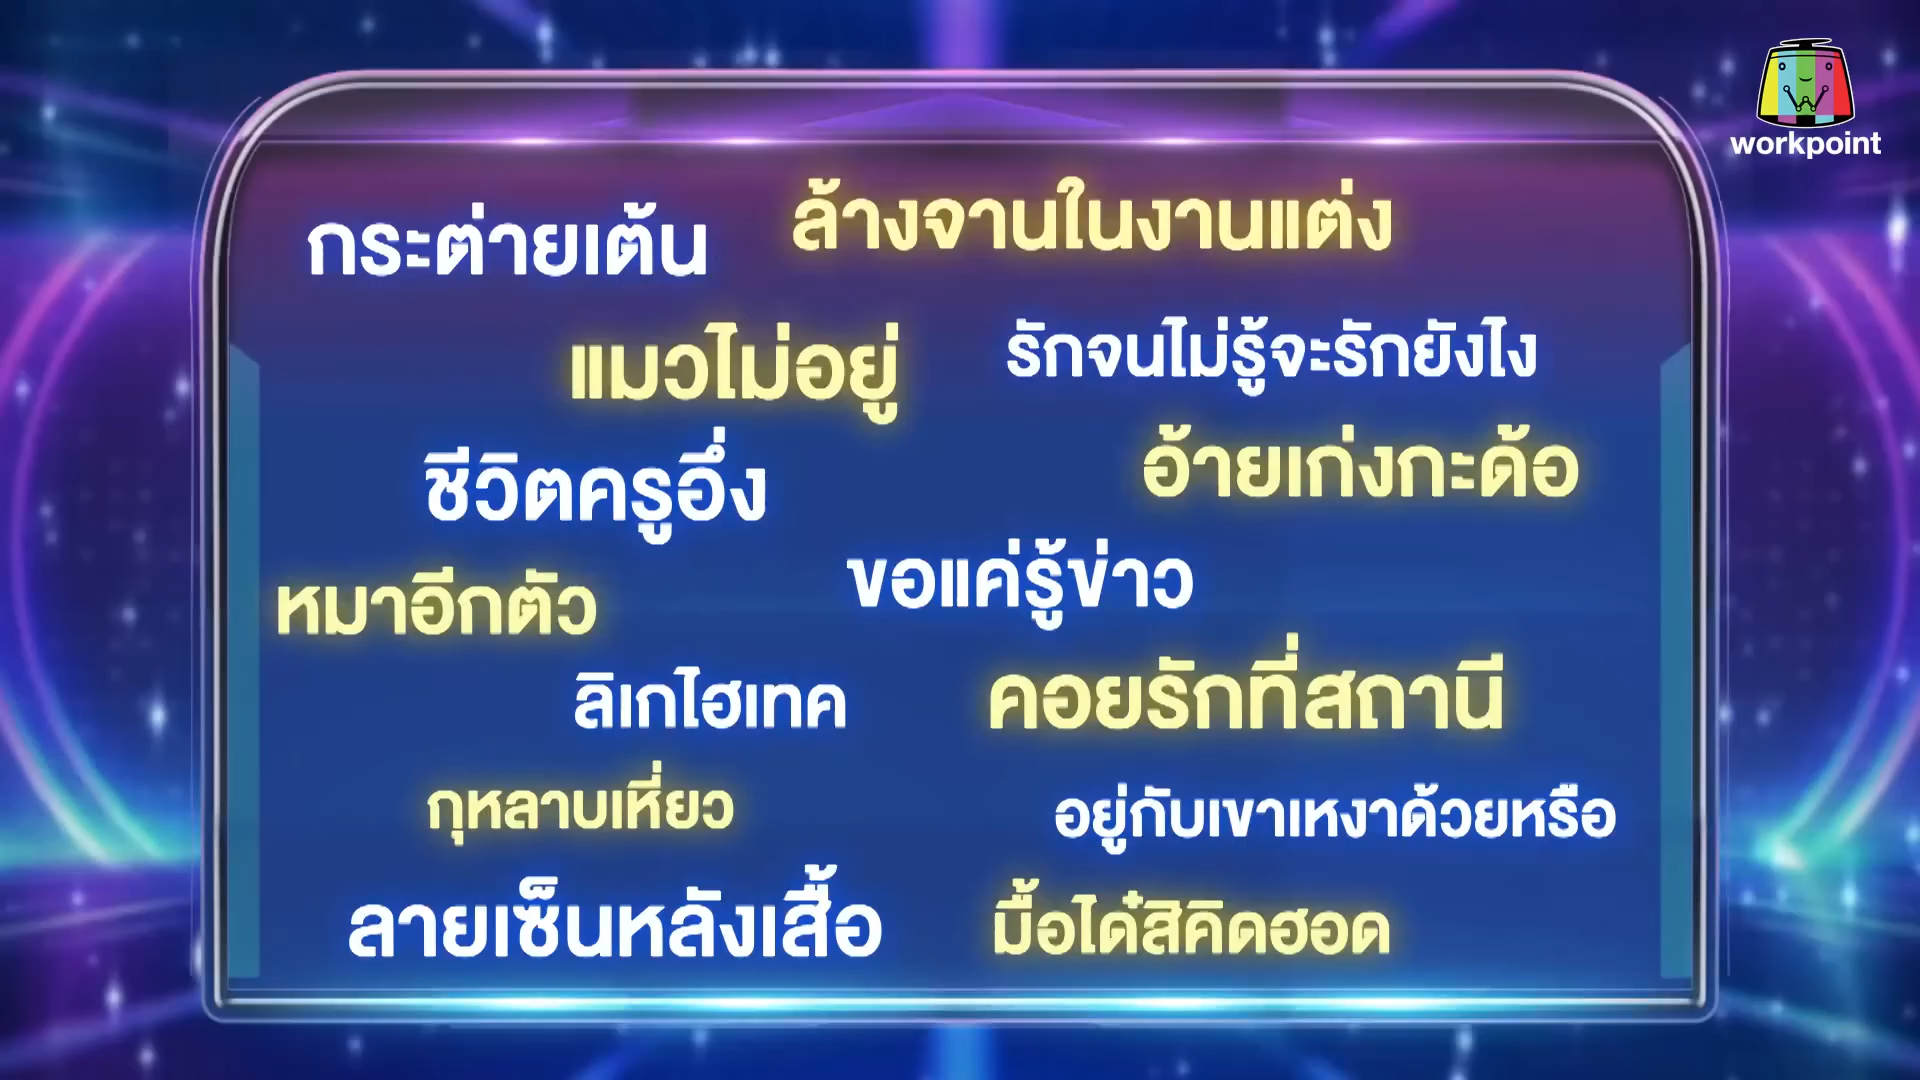 workpoint
กระต่ายเต้น
ล้างจานในงานแต่ง
แมวไม่อยู่
รักจนไม่รู้จะรักยังไง
ชีวิตครูอึ่ง
อ้ายเก่งกะด้อ
หมาอีกตัว
ขอแค่รู้ข่าว
ลิเกไฮเทค
คอยรักที่สถานี
กุหลาบเหี่ยว
อยู่กับเขาเหงาด้วยหรือ
ลายเซ็นหลังเสื้อ
มื้อได๋สิคิดฮอด